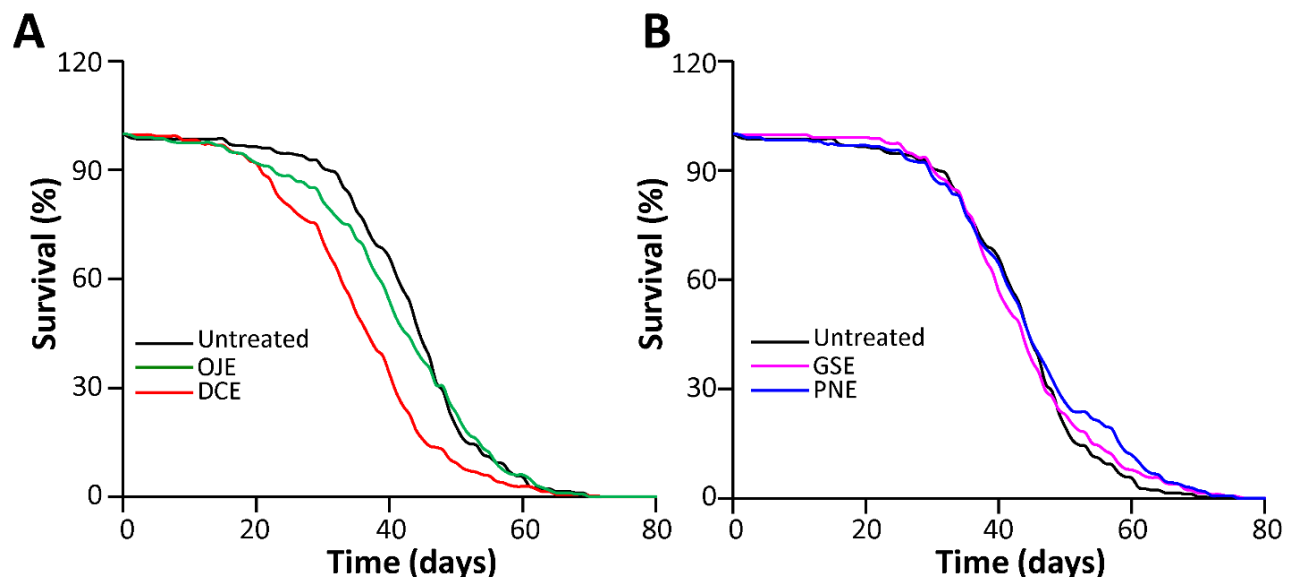 A
120
90
60
30
0
Survival (%)
Untreated
OJE
DCE
0 20 40 60 80
Time (days)
B
120
90
60
30
0
Survival (%)
Untreated
GSE
PNE
0 20 40 60 80
Time (days)